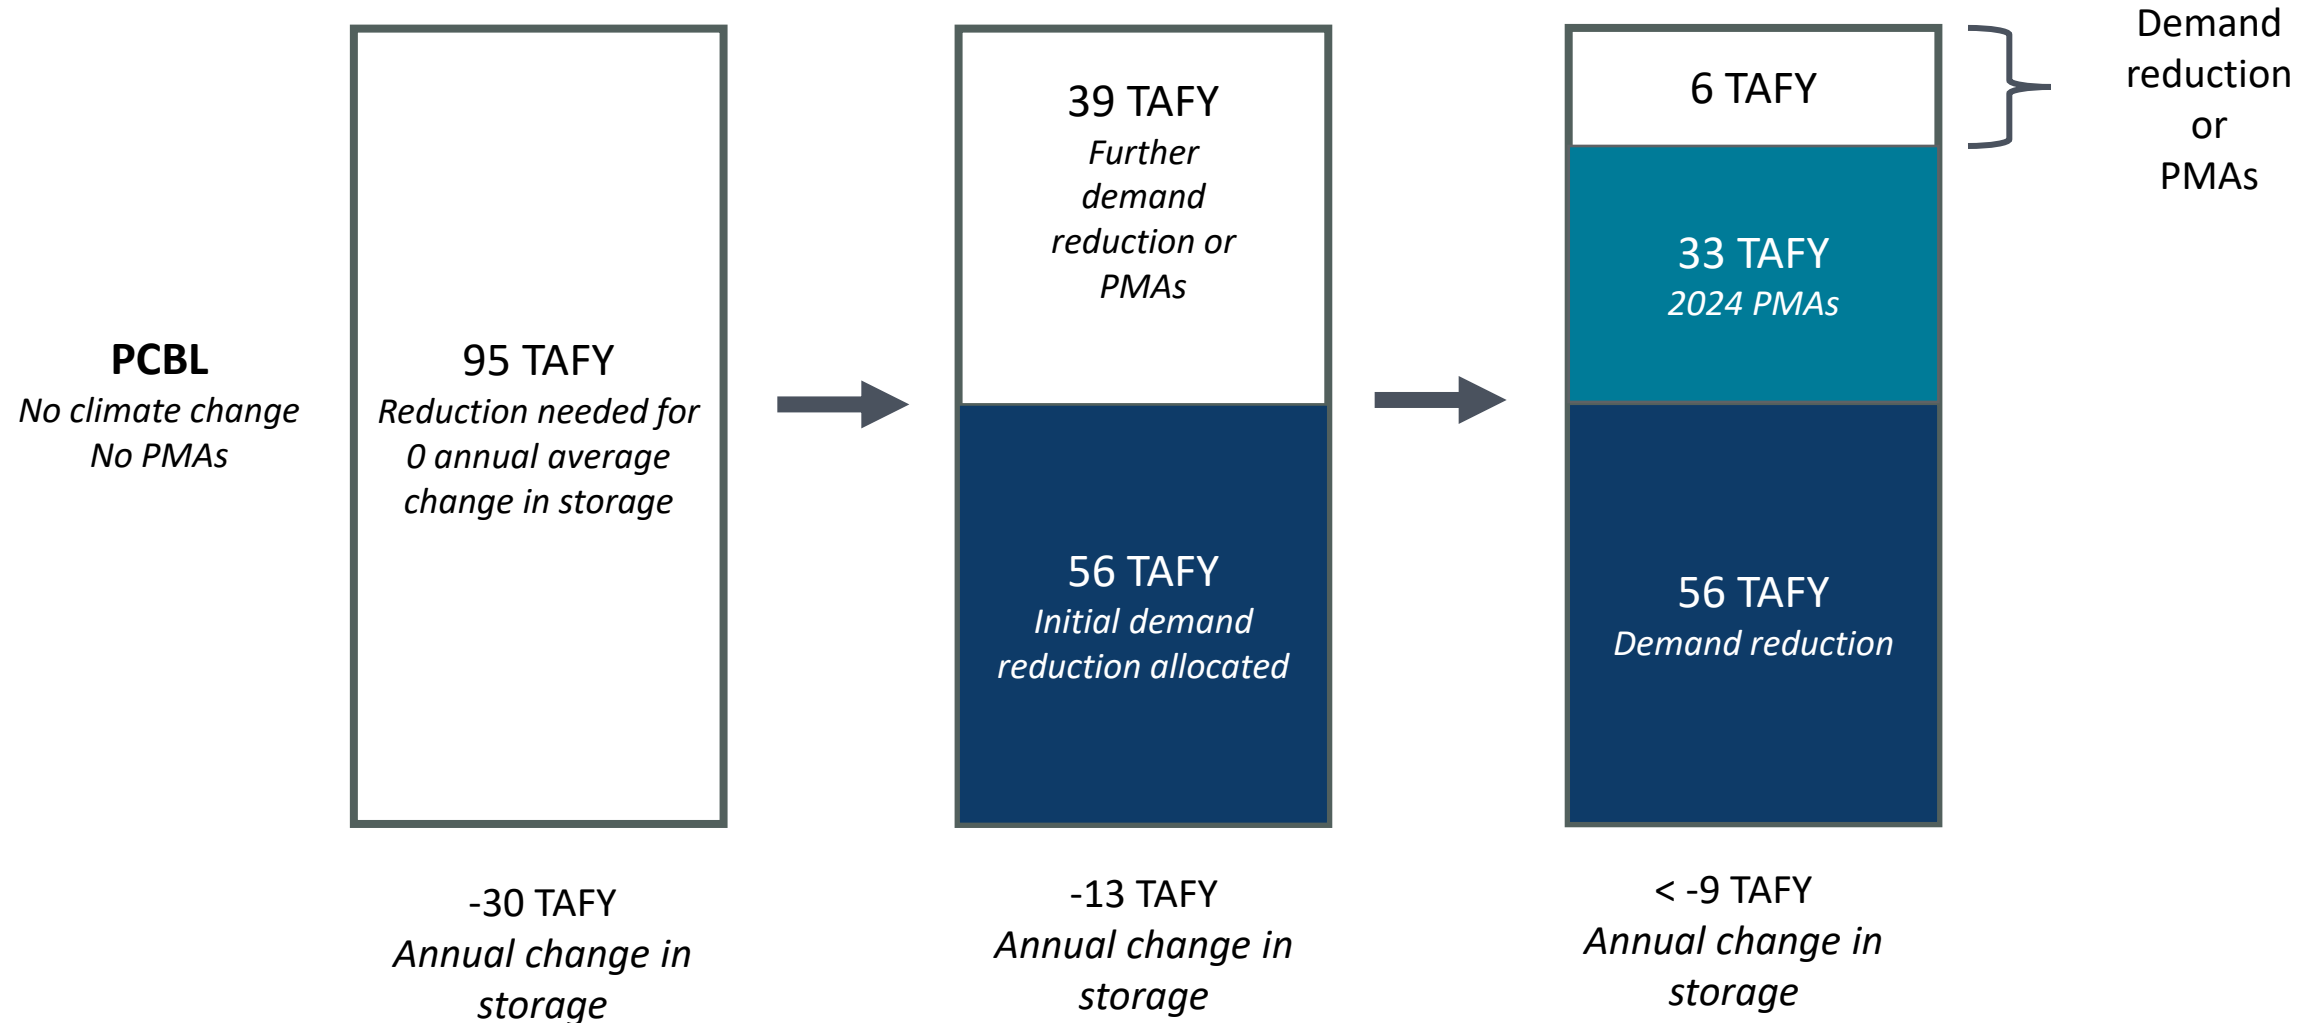 PCBL
No climate change
No PMAs
95 TAFY
Reduction needed for
0 annual average
change in storage
-30 TAFY
Annual change in
storage
39 TAFY
Further
demand
reduction or
PMAs
56 TAFY
Initial demand
reduction allocated
-13 TAFY
Annual change in
storage
6 TAFY
33 TAFY
2024 PMAs
56 TAFY
Demand reduction
< -9 TAFY
Annual change in
storage
Demand
reduction
or
PMAs